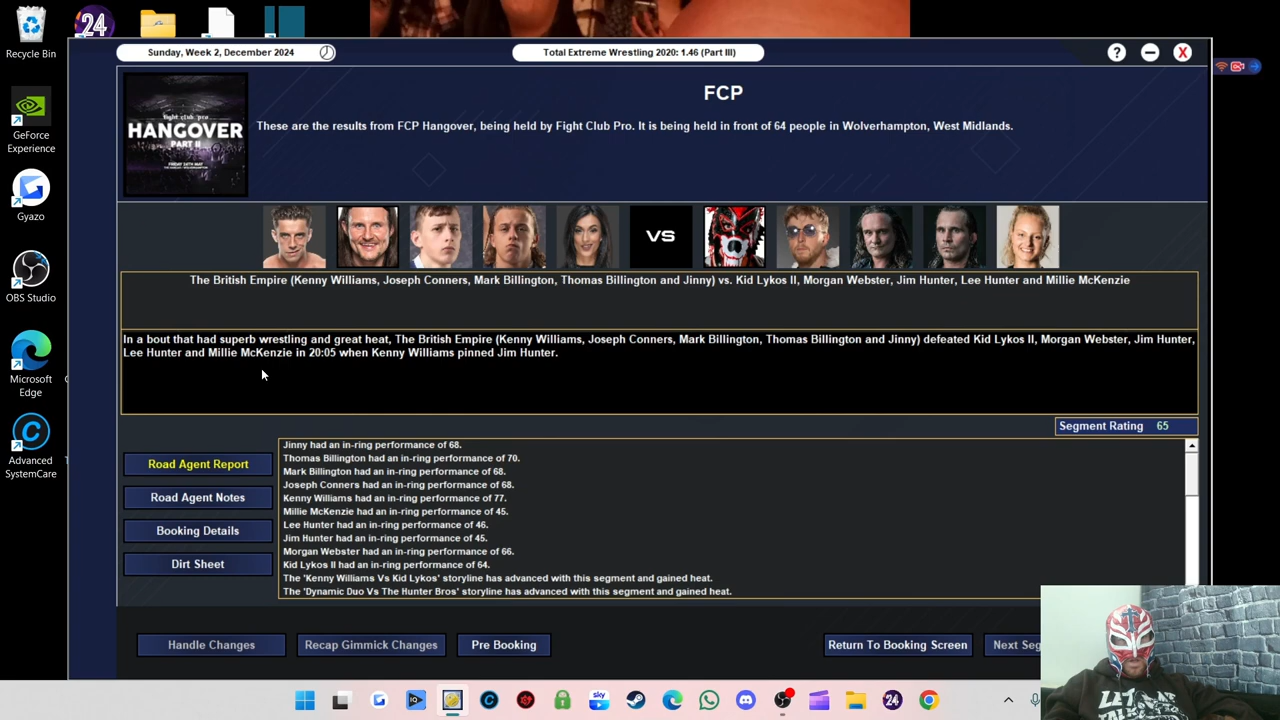 24
Recycle Bin
GeForce
Experience
Gyazo
OBS Studio
Microsoft
Edge
Advanced
SystemCare
Sunday, Week 2, December 2024
Total Extreme Wrestling 2020: 1.46 (Part III)
?
X
fight club pro
HANGOVER
PART II
FCP
These are the results from FCP Hangover, being held by Fight Club Pro. It is being held in front of 64 people in Wolverhampton, West Midlands.
VS
The British Empire (Kenny Williams, Joseph Conners, Mark Billington, Thomas Billington and Jinny) vs. Kid Lykos II, Morgan Webster, Jim Hunter, Lee Hunter and Millie McKenzie
In a bout that had superb wrestling and great heat, The British Empire (Kenny Williams, Joseph Conners, Mark Billington, Thomas Billington and Jinny) defeated Kid Lykos II, Morgan Webster, Jim Hunter,
Lee Hunter and Millie McKenzie in 20:05 when Kenny Williams pinned Jim Hunter.
Segment Rating 65
Road Agent Report
Road Agent Notes
Booking Details
Dirt Sheet
Jinny had an in-ring performance of 68.
Thomas Billington had an in-ring performance of 70.
Mark Billington had an in-ring performance of 68.
Joseph Conners had an in-ring performance of 68.
Kenny Williams had an in-ring performance of 77.
Millie McKenzie had an in-ring performance of 45.
Lee Hunter had an in-ring performance of 46.
Jim Hunter had an in-ring performance of 45.
Morgan Webster had an in-ring performance of 66.
Kid Lykos II had an in-ring performance of 64.
The 'Kenny Williams Vs Kid Lykos' storyline has advanced with this segment and gained heat.
The 'Dynamic Duo Vs The Hunter Bros' storyline has advanced with this segment and gained heat.
Handle Changes
Recap Gimmick Changes
Pre Booking
Return To Booking Screen
Next Seg
sky
24